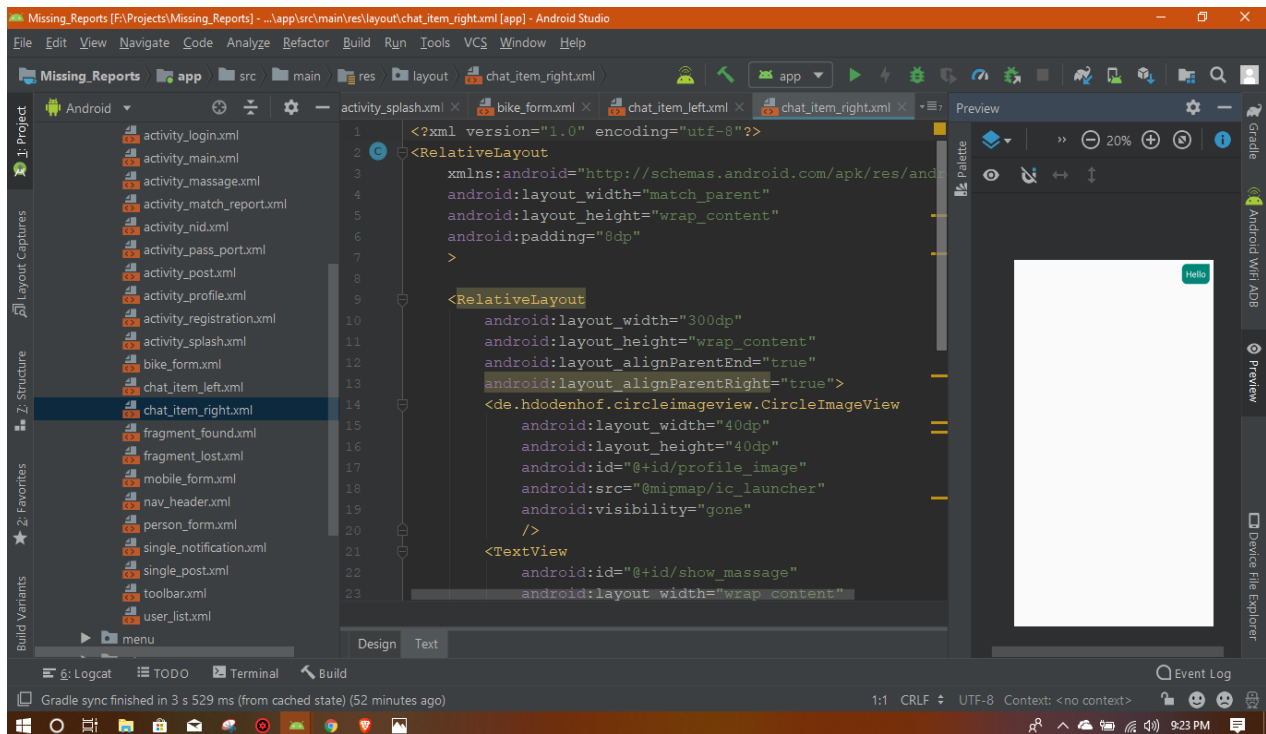 Missing_Reports [F:\Projects\Missing_Reports] - ...\app\src\main\res\layout\chat_item_right.xml [app] - Android Studio
File Edit View Navigate Code Analyze Refactor Build Run Tools VCS Window Help
Missing_Reports app src main res layout chat_item_right.xml app
1: Project
Layout Captures
Z: Structure
2: Favorites
Build Variants
Android
activity_login.xml
activity_main.xml
activity_massage.xml
activity_match_report.xml
activity_nid.xml
activity_pass_port.xml
activity_post.xml
activity_profile.xml
activity_registration.xml
activity_splash.xml
bike_form.xml
chat_item_left.xml
chat_item_right.xml
fragment_found.xml
fragment_lost.xml
mobile_form.xml
nav_header.xml
person_form.xml
single_notification.xml
single_post.xml
toolbar.xml
user_list.xml
menu
activity_splash.xml bike_form.xml chat_item_left.xml chat_item_right.xml 7
1 <?xml version="1.0" encoding="utf-8"?>
2 C <RelativeLayout
3 xmlns:android="http://schemas.android.com/apk/res/andr
4 android:layout_width="match_parent"
5 android:layout_height="wrap_content"
6 android:padding="8dp"
7 >
8
9 <RelativeLayout
10 android:layout_width="300dp"
11 android:layout_height="wrap_content"
12 android:layout_alignParentEnd="true"
13 android:layout_alignParentRight="true">
14 <de.hdodenhof.circleimageview.CircleImageView
15 android:layout_width="40dp"
16 android:layout_height="40dp"
17 android:id="@+id/profile_image"
18 android:src="@mipmap/ic_launcher"
19 android:visibility="gone"
20 />
21 <TextView
22 android:id="@+id/show_massage"
23 android:layout_width="wrap_content"
Design Text
Preview
Palette
20%
Hello
Gradle
Android WiFi ADB
Preview
Device File Explorer
6: Logcat TODO Terminal Build Event Log
Gradle sync finished in 3 s 529 ms (from cached state) (52 minutes ago) 1:1 CRLF UTF-8 Context: <no context>
9:23 PM